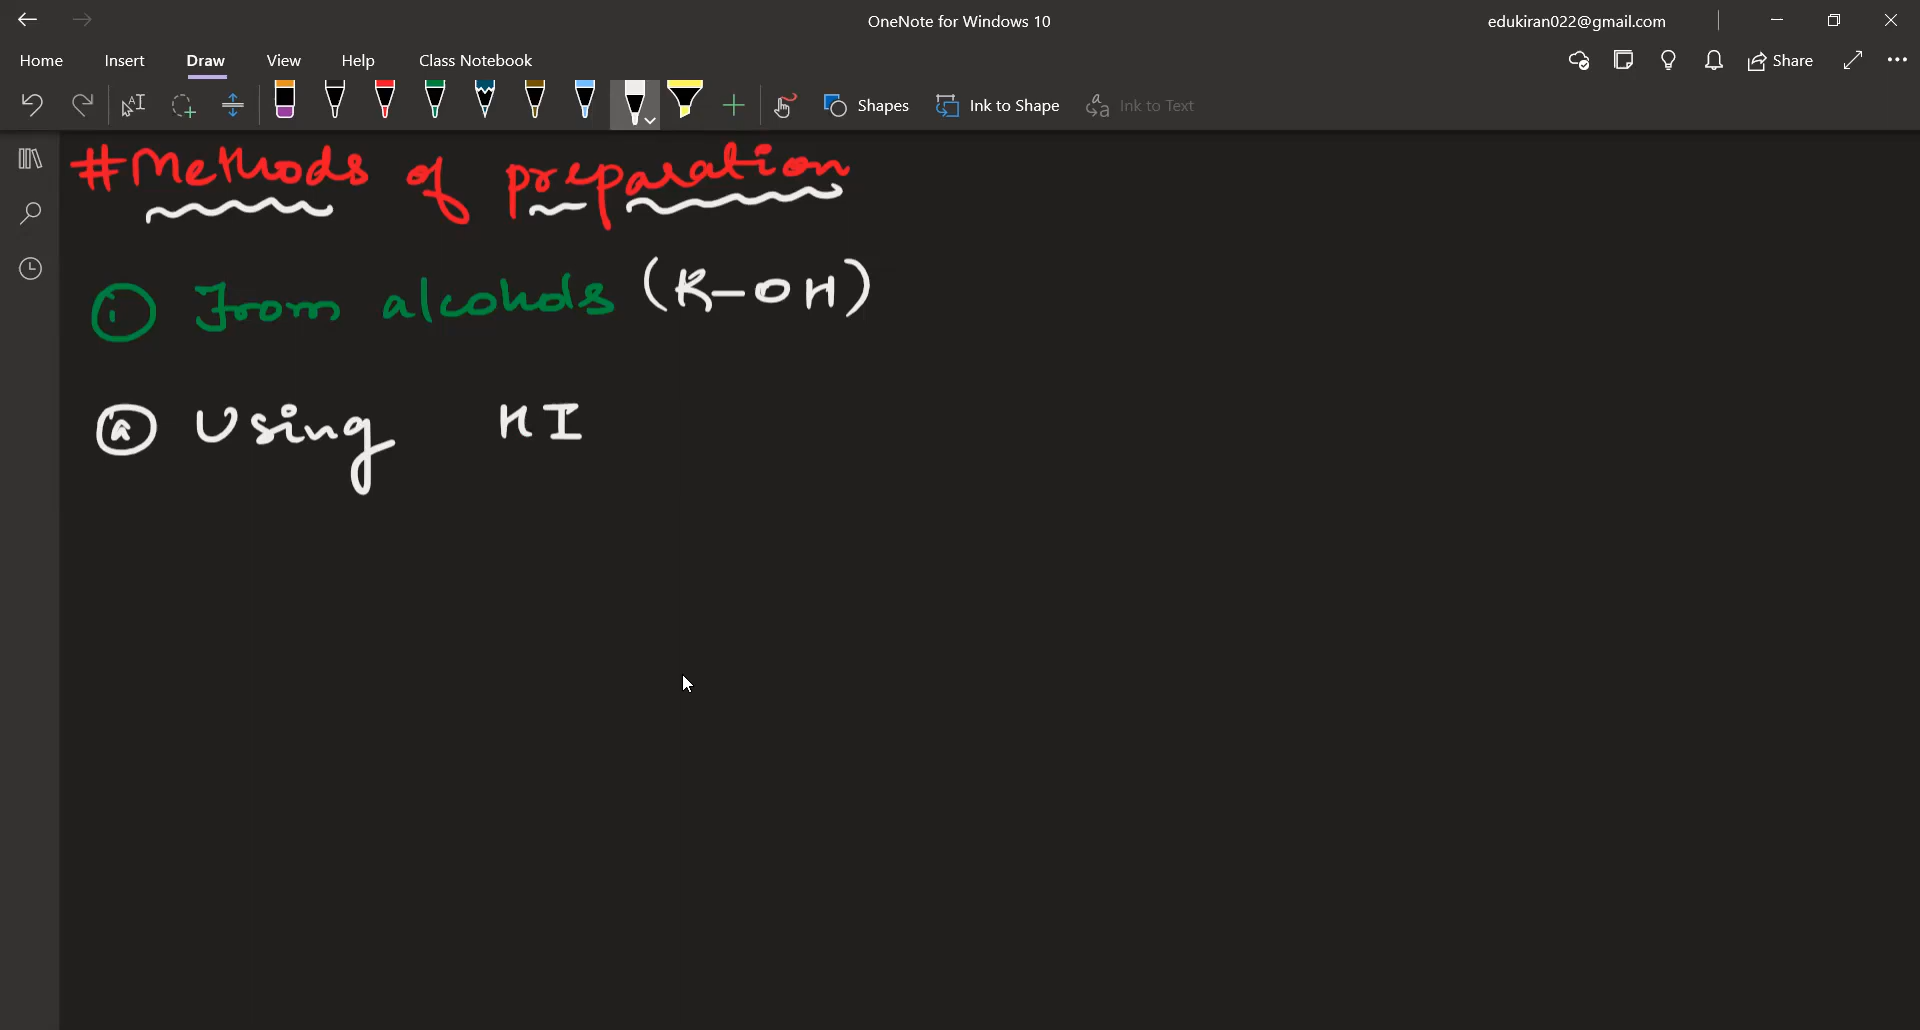 OneNote for Windows 10
edukiran022@gmail.com
Home Insert Draw View Help Class Notebook
Share
Shapes Ink to Shape Ink to Text
#Methods of preparation
① From alcohols (R-OH)
ⓐ Using HI